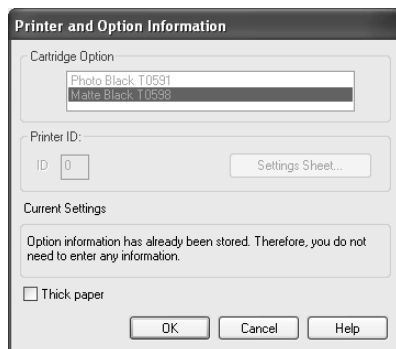 Printer and Option Information
Cartridge Option
Photo Black T0591
Matte Black T0598
Printer ID:
ID 0 Settings Sheet...
Current Settings
Option information has already been stored. Therefore, you do not
need to enter any information.
Thick paper
OK Cancel Help